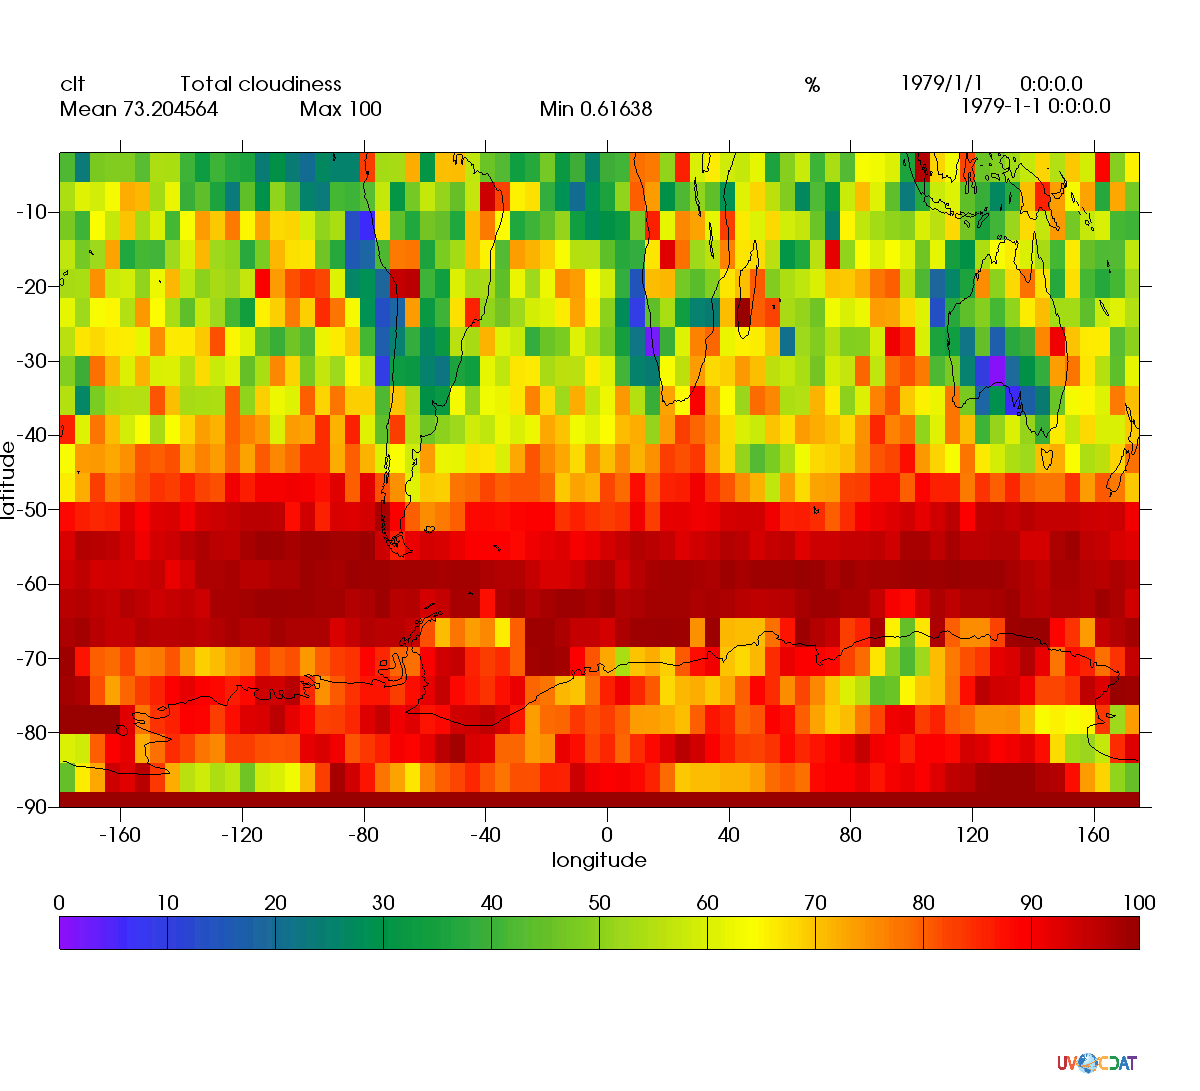 clt Total cloudiness % 1979/1/1 0:0:0.0
Mean 73.204564 Max 100 Min 0.61638 1979-1-1 0:0:0.0
-10
-20
-30
-40
-50
-60
-70
-80
-90
latitude
-160 -120 -80 -40 0 40 80 120 160
longitude
0 10 20 30 40 50 60 70 80 90 100
UV CDAT